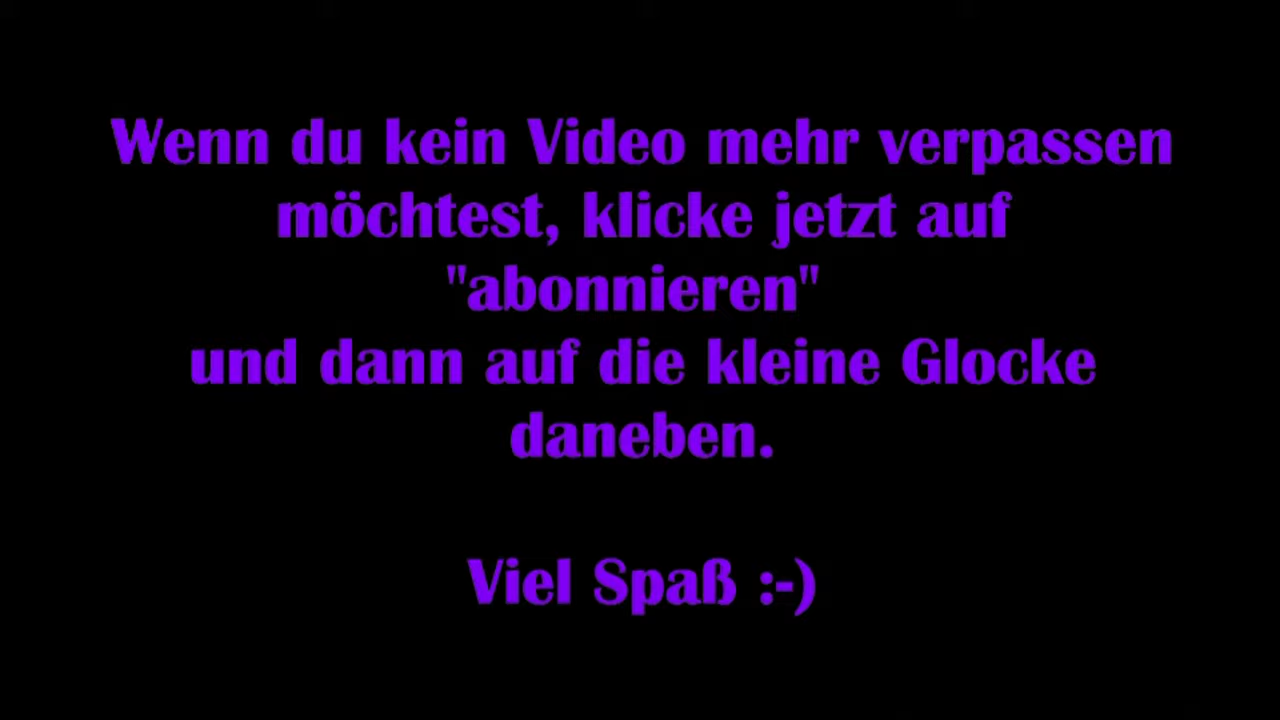 Wenn du kein Video mehr verpassen
möchtest, klicke jetzt auf
"abonnieren"
und dann auf die kleine Glocke
daneben.
Viel Spaß :-)